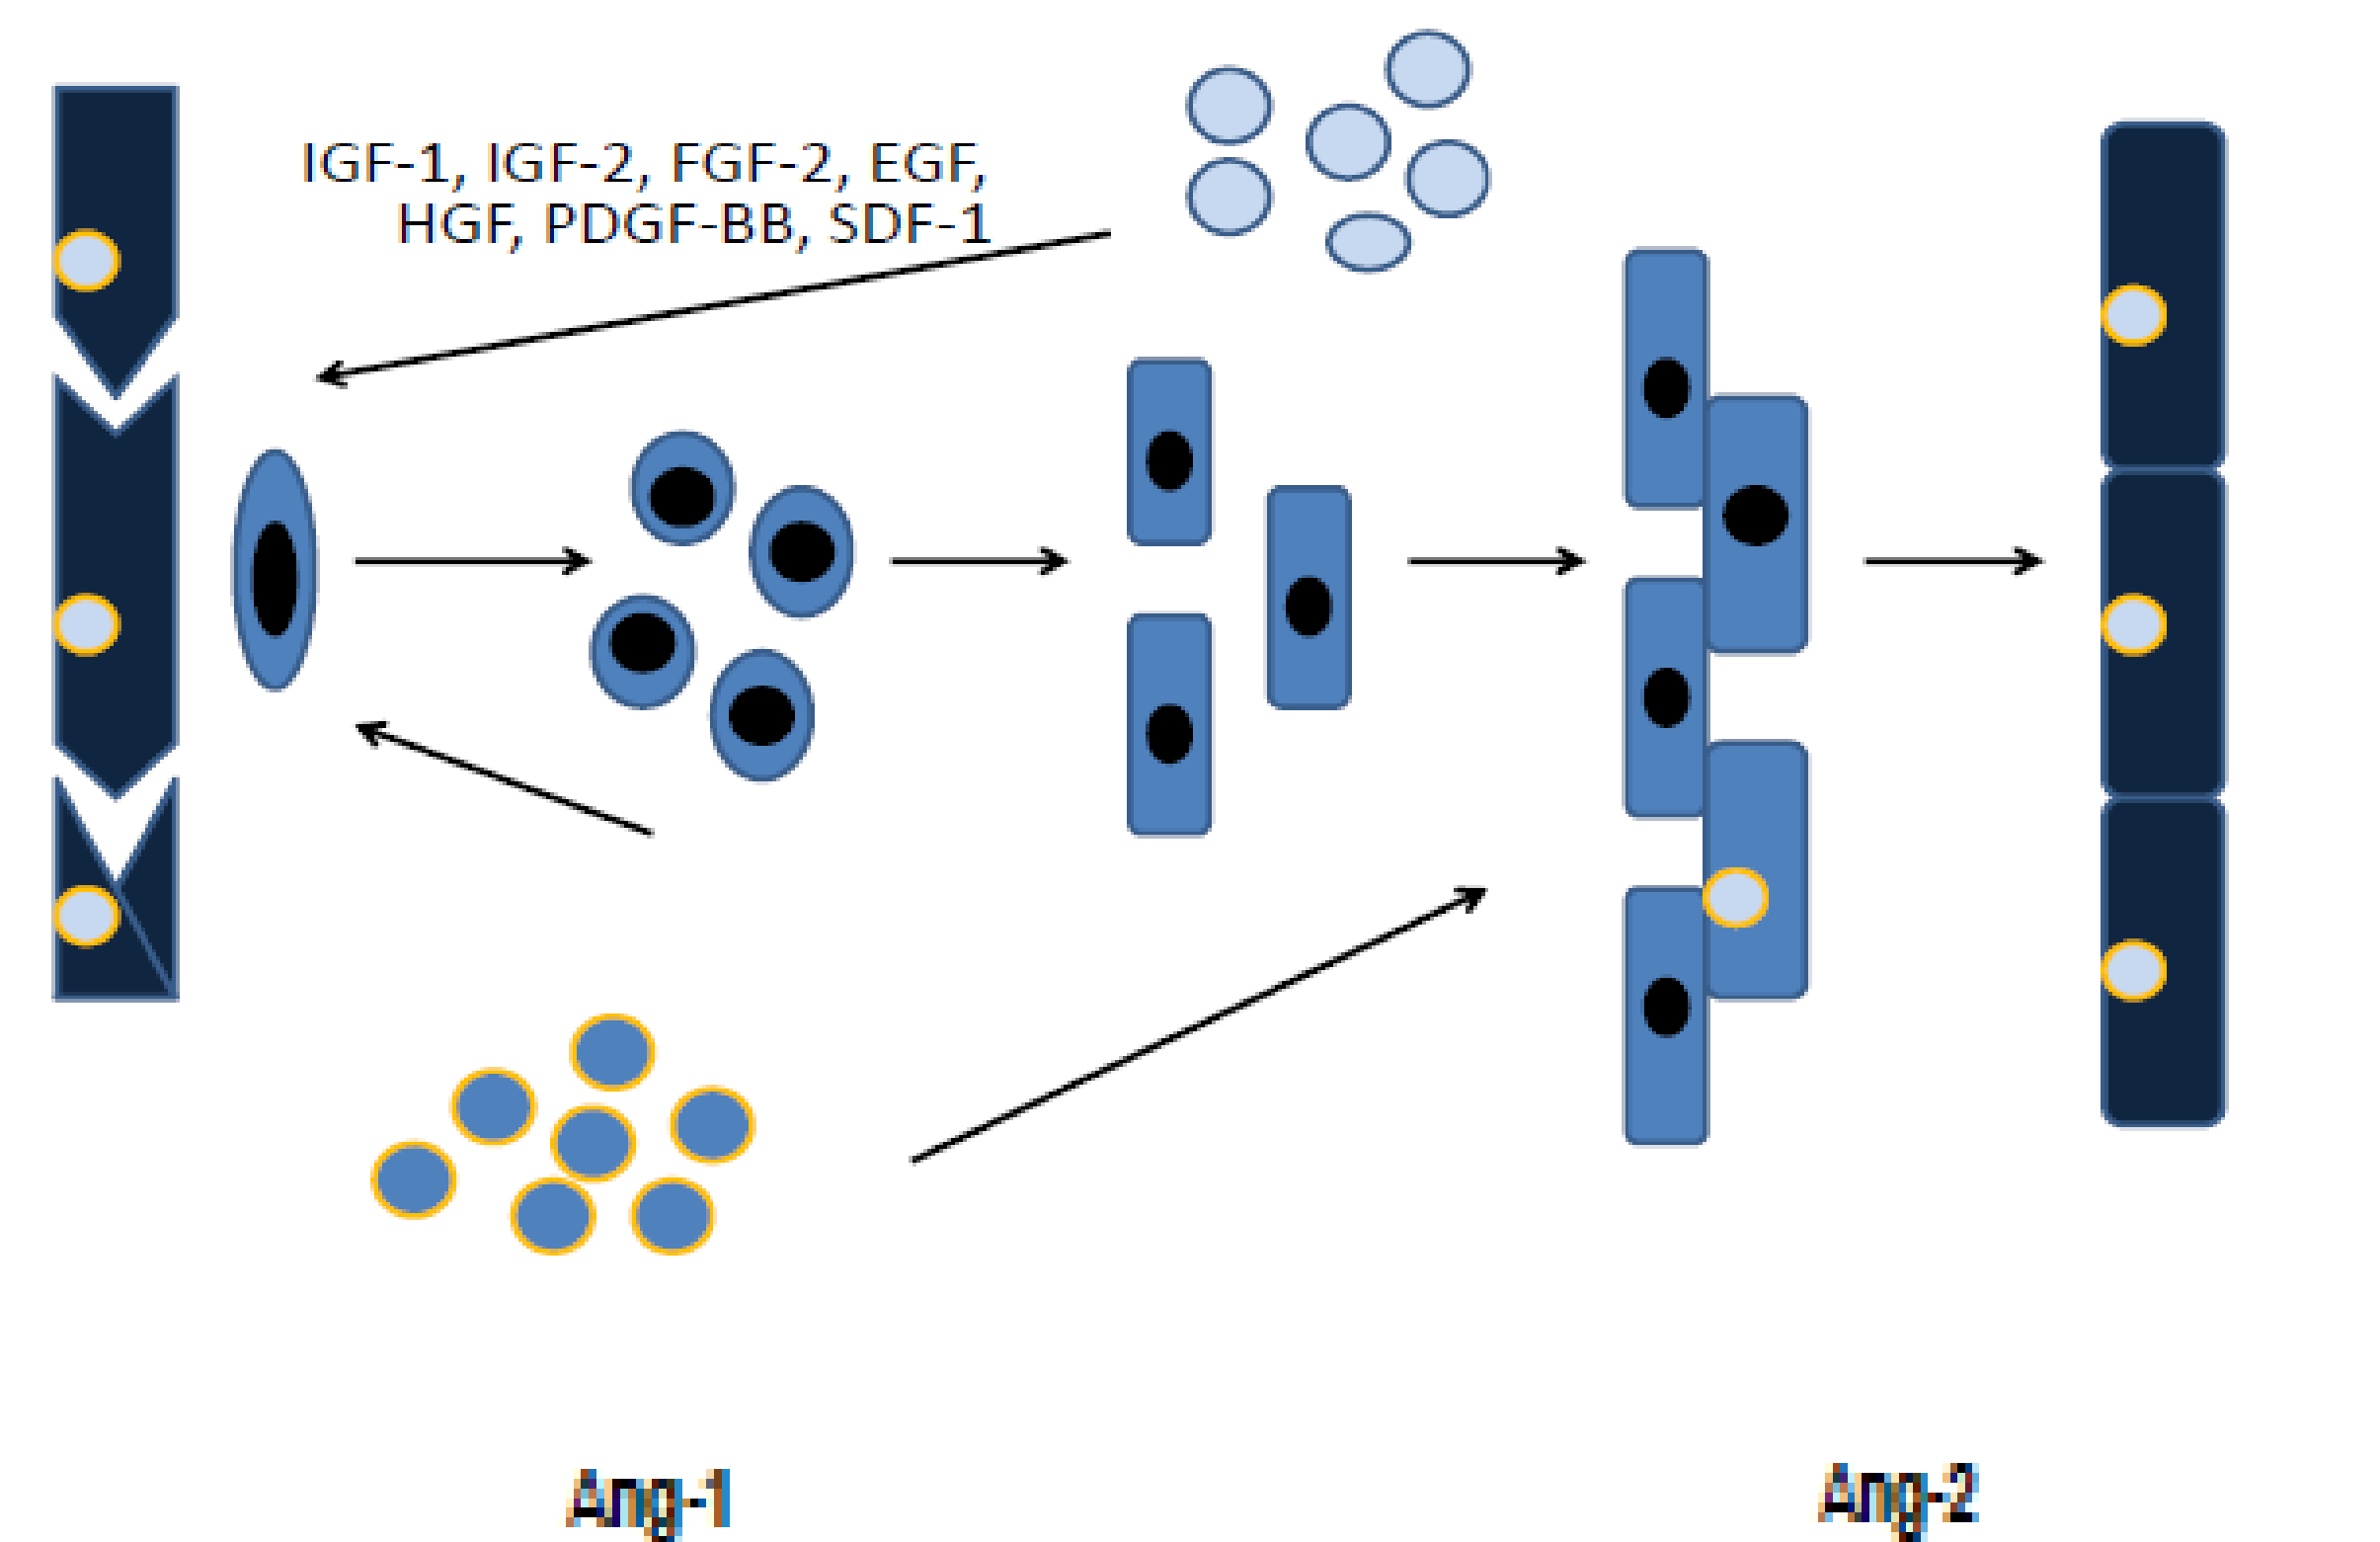 IGF-1, IGF-2, FGF-2, EGF,
HGF, PDGF-BB, SDF-1
Ang-1
Ang-2